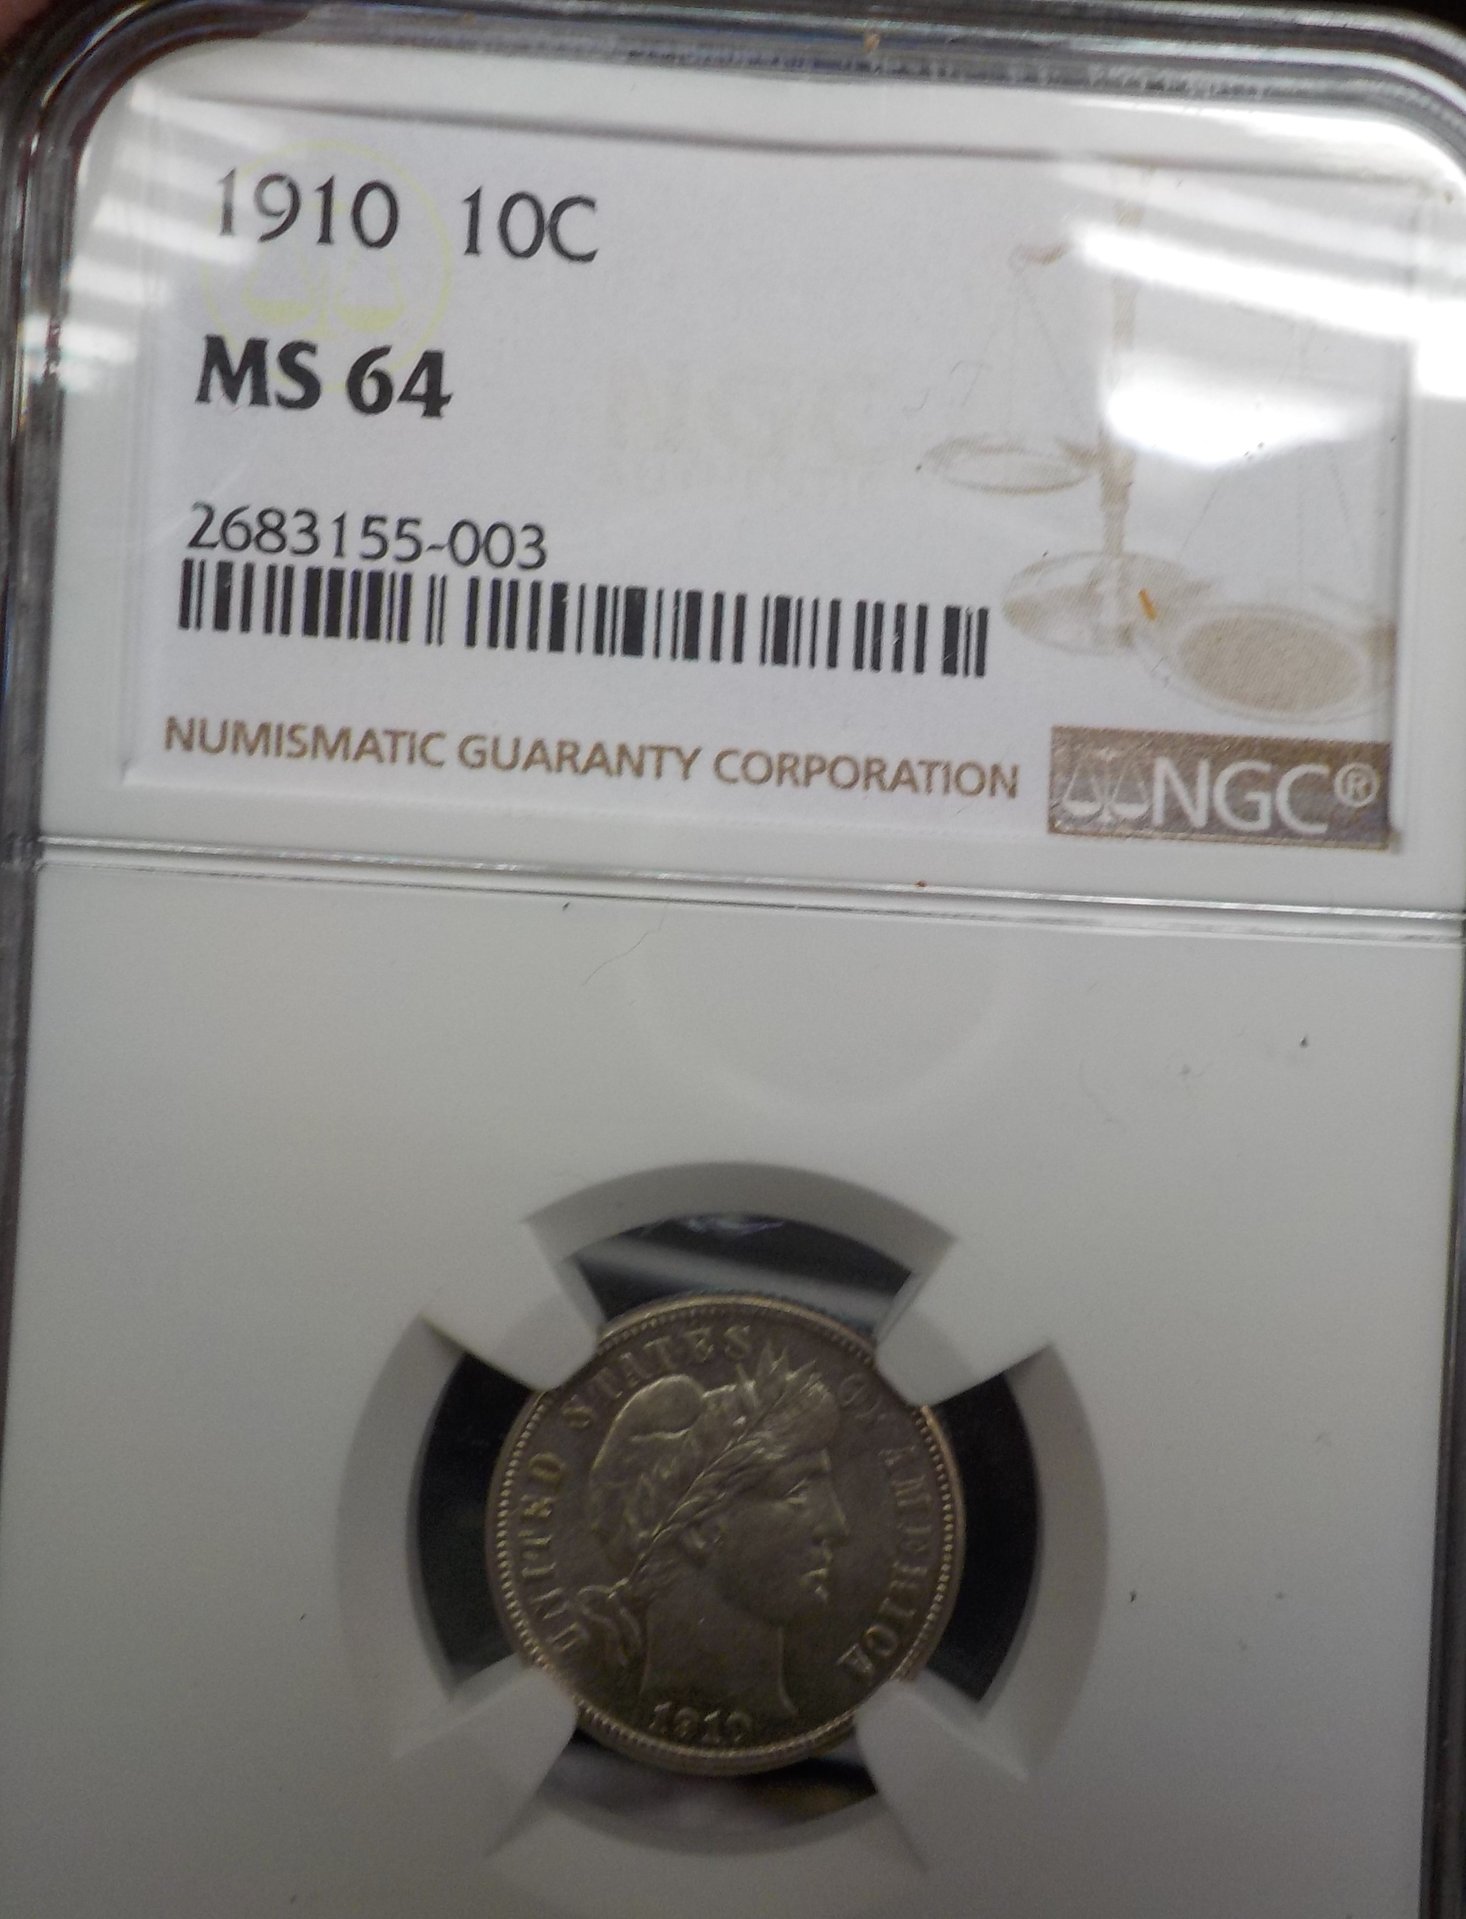 1910 10C
MS 64
2683155-003
NUMISMATIC GUARANTY CORPORATION
NGC®
UNITED STATES OF AMERICA
1910